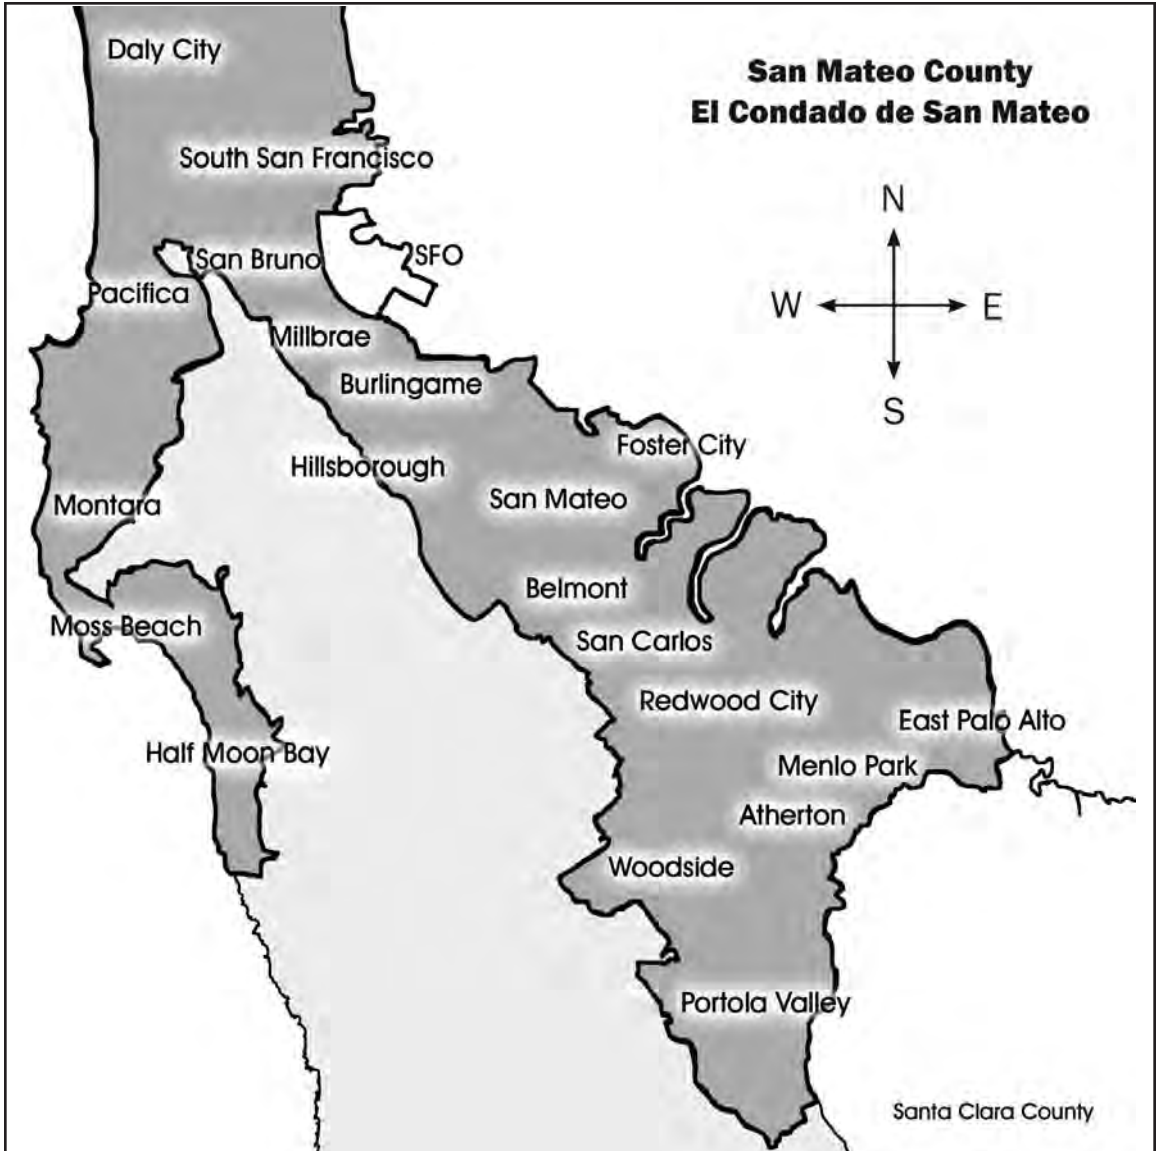 Daly City
San Mateo County
El Condado de San Mateo
South San Francisco
N
San Bruno
SFO
Pacifica
W
E
Millbrae
Burlingame
S
Foster City
Hillsborough
San Mateo
Montara
Belmont
Moss Beach
San Carlos
Redwood City
East Palo Alto
Half Moon Bay
Menlo Park
Atherton
Woodside
Portola Valley
Santa Clara County